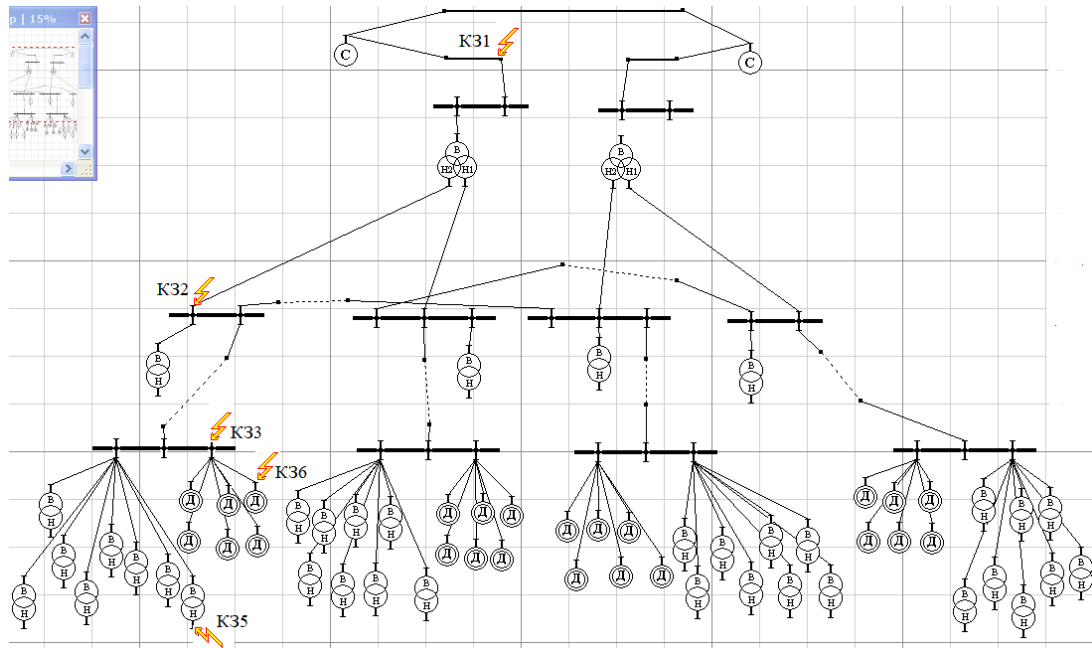 р | 15%
КЗ1
С
С
В
Н2 Н1
В
Н2 Н1
КЗ2
В
Н
В
Н
В
Н
В
Н
КЗ3
КЗ6
В
Н
Д
Д
Д
Д
Д
Д
В
Н
В
Н
В
Н
В
Н
В
Н
В
Н
В
Н
КЗ5
В
Н
В
Н
В
Н
В
Н
Д
Д
Д
Д
Д
Д
В
Н
В
Н
В
Н
В
Н
Д
Д
Д
Д
Д
Д
В
Н
В
Н
В
Н
В
Н
В
Н
В
Н
В
Н
В
Н
Д
Д
Д
Д
Д
Д
В
Н
В
Н
В
Н
В
Н
В
Н
В
Н
В
Н
В
Н